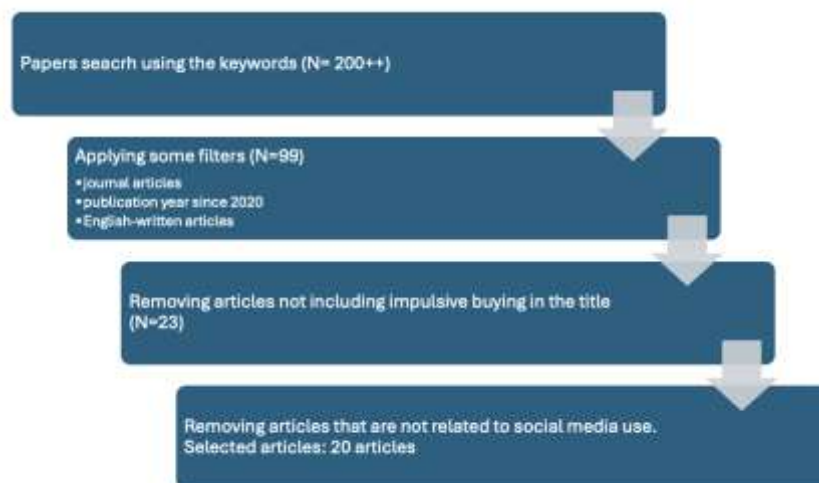 Papers seacrh using the keywords (N= 200++)
Applying some filters (N=99)
•journal articles
•publication year since 2020
•English-written articles
Removing articles not including impulsive buying in the title
(N=23)
Removing articles that are not related to social media use.
Selected articles: 20 articles